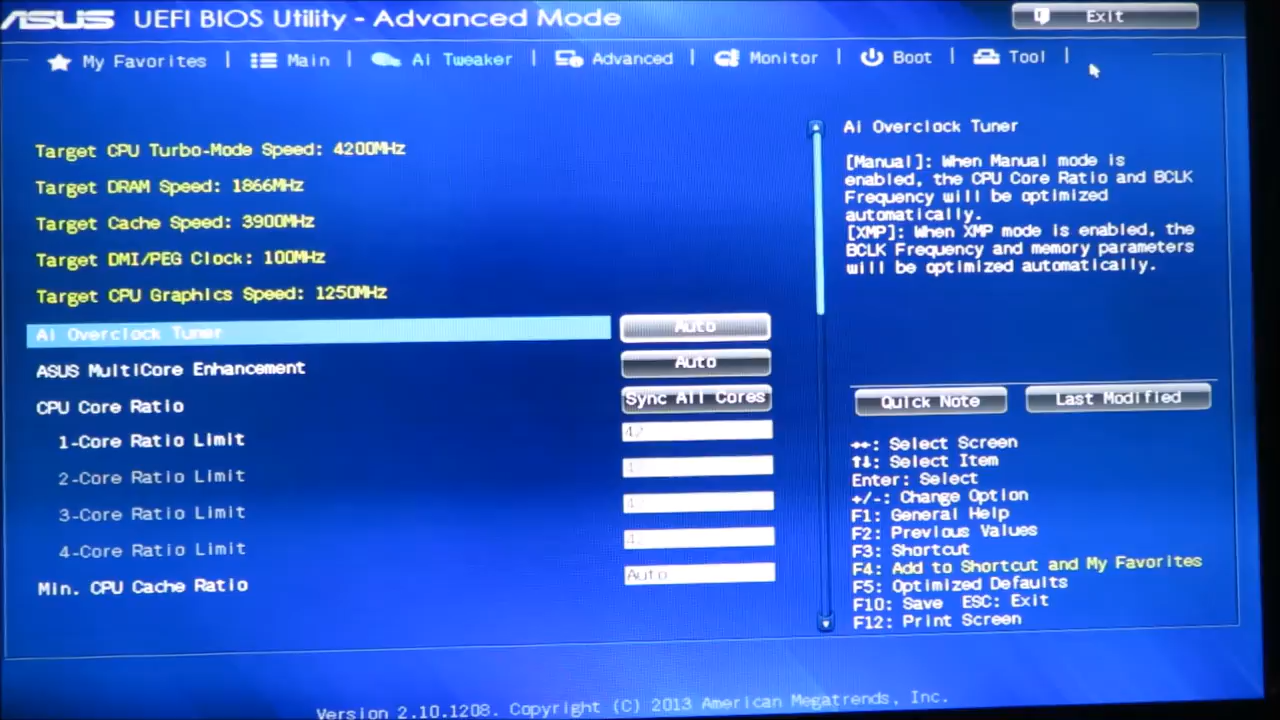 ASUS UEFI BIOS Utility - Advanced Mode
Exit
My Favorites | Main | Ai Tweaker | Advanced | Monitor | Boot | Tool |
Target CPU Turbo-Mode Speed: 4200MHz
Target DRAM Speed: 1866MHz
Target Cache Speed: 3900MHz
Target DMI/PEG Clock: 100MHz
Target CPU Graphics Speed: 1250MHz
Ai Overclock Tuner Auto
ASUS MultiCore Enhancement Auto
CPU Core Ratio Sync All Cores
1-Core Ratio Limit 42
2-Core Ratio Limit
3-Core Ratio Limit
4-Core Ratio Limit
Min. CPU Cache Ratio Auto
Ai Overclock Tuner
[Manual]: When Manual mode is
enabled, the CPU Core Ratio and BCLK
Frequency will be optimized
automatically.
[XMP]: When XMP mode is enabled, the
BCLK Frequency and memory parameters
will be optimized automatically.
Quick Note
Last Modified
→←: Select Screen
↑↓: Select Item
Enter: Select
+/-: Change Option
F1: General Help
F2: Previous Values
F3: Shortcut
F4: Add to Shortcut and My Favorites
F5: Optimized Defaults
F10: Save ESC: Exit
F12: Print Screen
Version 2.10.1208. Copyright (C) 2013 American Megatrends, Inc.